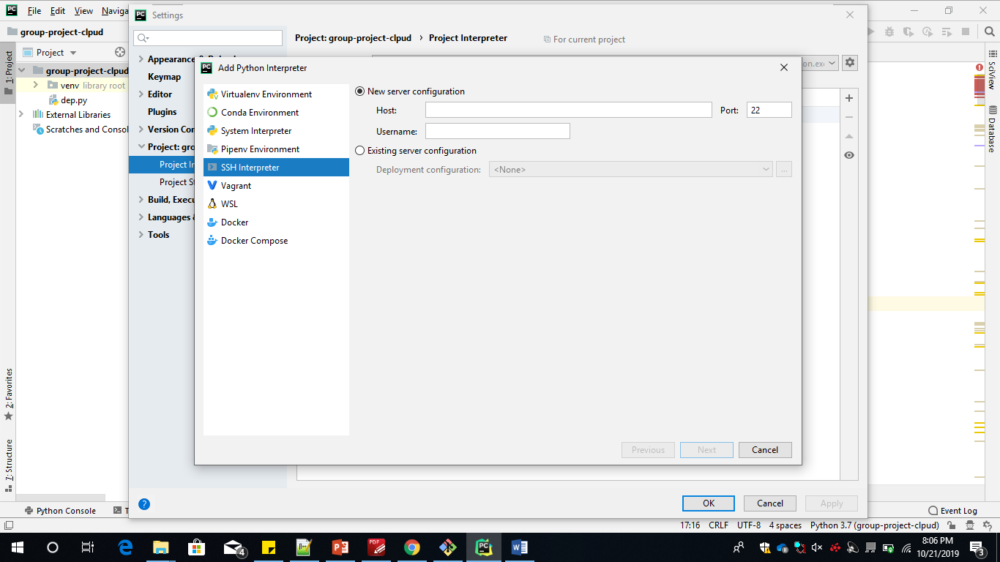 File Edit View Naviga
Settings
group-project-clpud
Project: group-project-clpud › Project Interpreter
For current project
1: Project
Project
Appearance
on.exe
Add Python Interpreter
group-project-clpud
Keymap
venv library root
Editor
dep.py
Plugins
External Libraries
Version Con
Scratches and Consol
Project: gro
Project In
Project S
Build, Execu
Languages &
Tools
Virtualenv Environment
Conda Environment
System Interpreter
Pipenv Environment
SSH Interpreter
Vagrant
WSL
Docker
Docker Compose
New server configuration
Host:
Port: 22
Username:
Existing server configuration
Deployment configuration: <None> ...
Previous Next Cancel
SciView
Database
2: Favorites
7: Structure
? OK Cancel Apply
Python Console T
Event Log
17:16 CRLF UTF-8 4 spaces Python 3.7 (group-project-clpud)
4
PDF
8:06 PM
10/21/2019
3